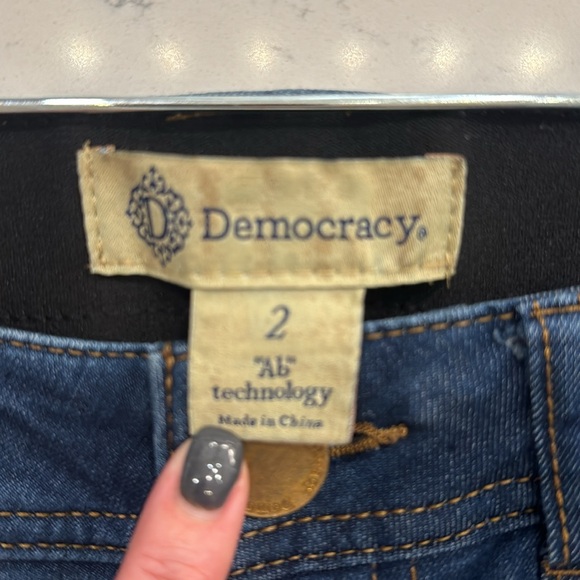 D Democracy®
2
"Ab"
technology
Made in China